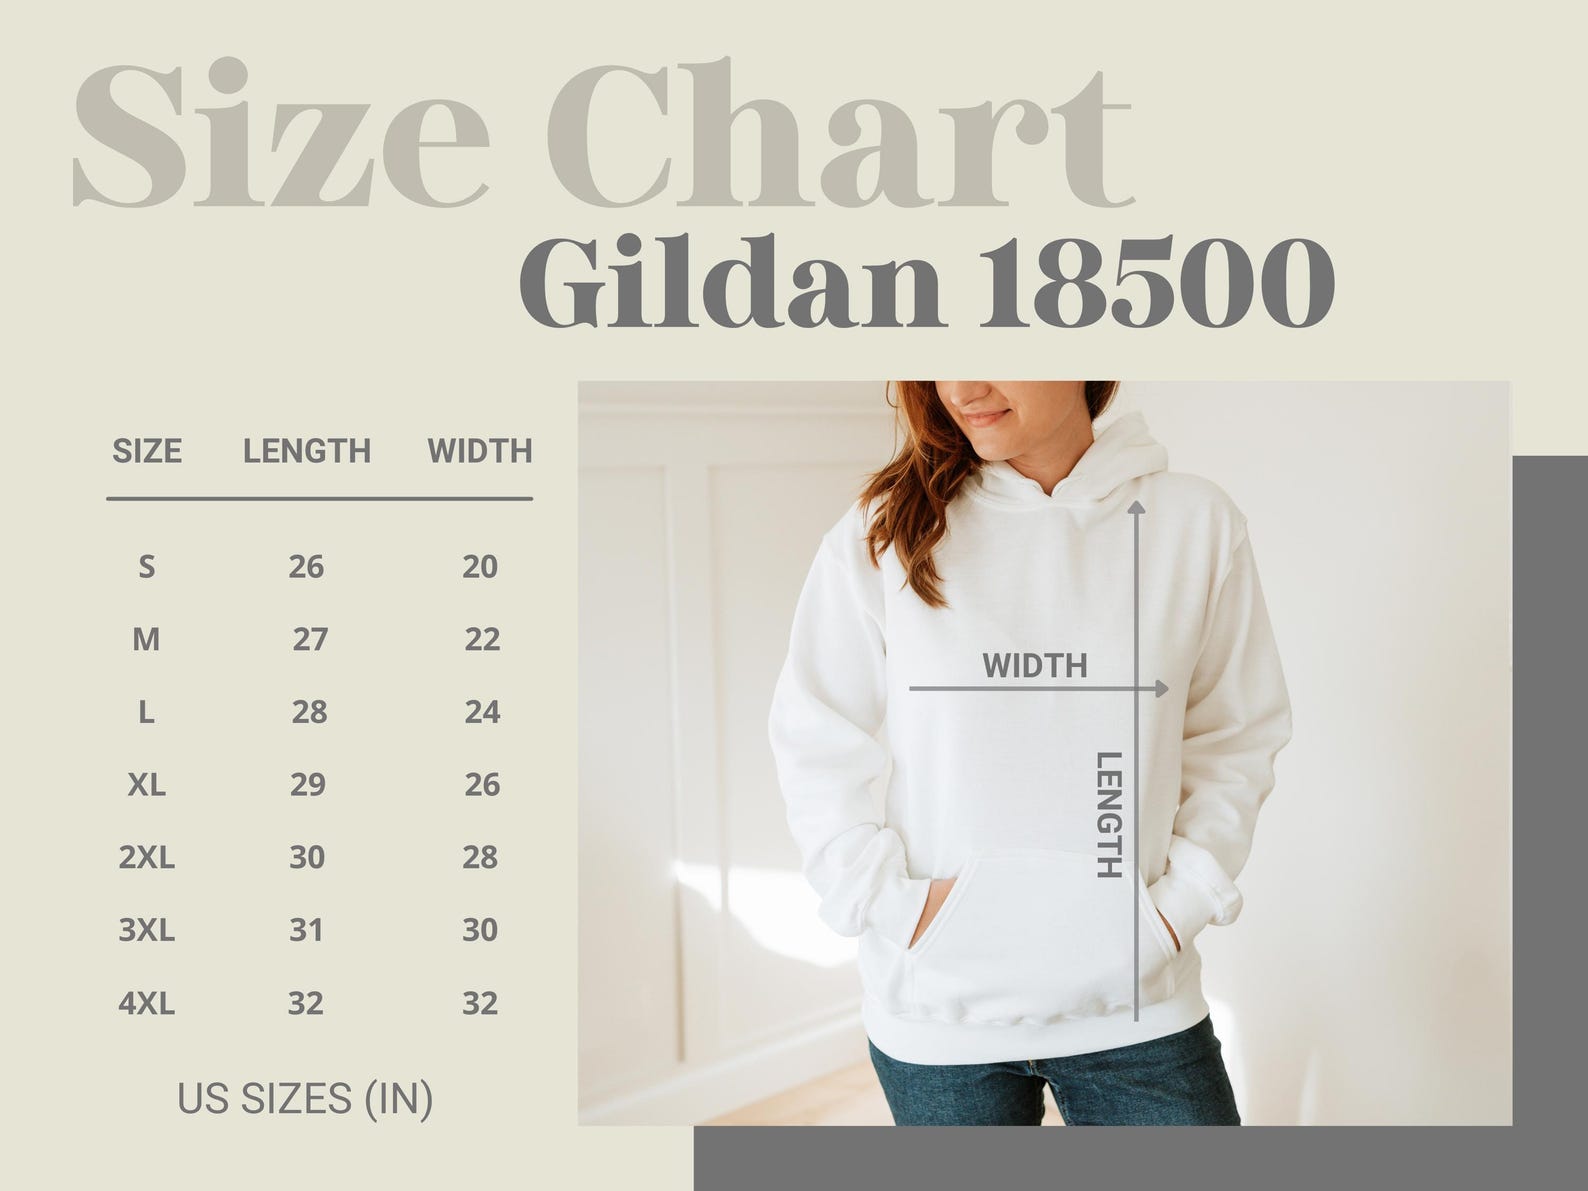 Size Chart
Gildan 18500
SIZE LENGTH WIDTH
S 26 20
M 27 22
L 28 24
XL 29 26
2XL 30 28
3XL 31 30
4XL 32 32
US SIZES (IN)
WIDTH
LENGTH